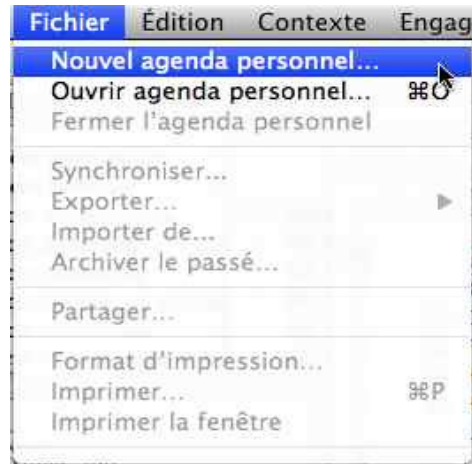 Fichier Édition Contexte Engag
Nouvel agenda personnel...
Ouvrir agenda personnel... ⌘O
Fermer l'agenda personnel
Synchroniser...
Exporter...
Importer de...
Archiver le passé...
Partager...
Format d'impression...
Imprimer... ⌘P
Imprimer la fenêtre